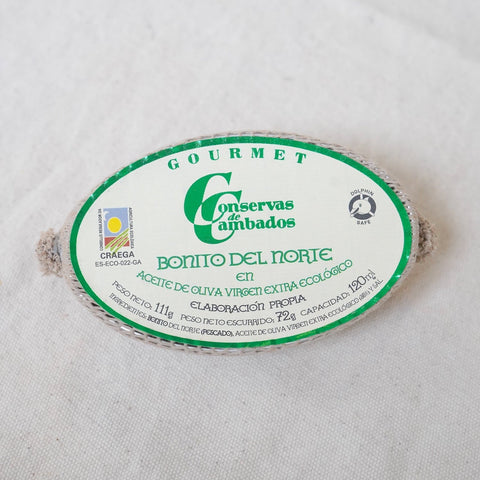 GOURMET
Conservas
de
Cambados
CRAEGA
ES-ECO-022-GA
DOLPHIN
SAFE
BONITO DEL NORTE
EN
ACEITE DE OLIVA VIRGEN EXTRA ECOLÓGICO
ELABORACIÓN PROPIA
PESO NETO: 111g PESO NETO ESCURRIDO: 72g CAPACIDAD: 120ml
INGREDIENTES: BONITO DEL NORTE (PESCADO), ACEITE DE OLIVA VIRGEN EXTRA ECOLÓGICO Y SAL